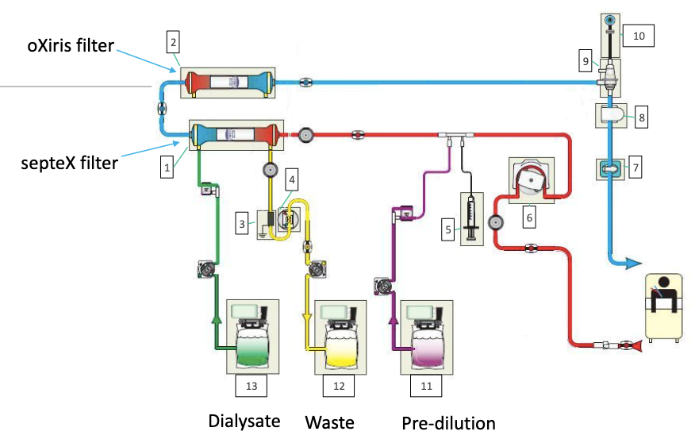 oXiris filter
2
10
9
8
septeX filter
1
7
4
3
5
6
13
12
11
Dialysate
Waste
Pre-dilution